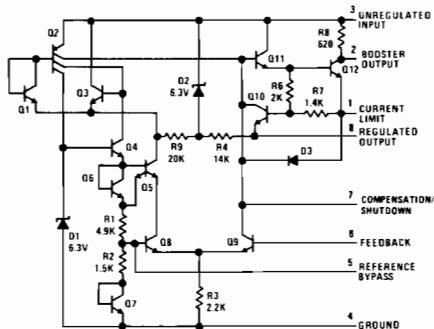 3 UNREGULATED
INPUT
R8
620
Q2
Q11
2 BOOSTER
OUTPUT
Q12
D2
6.3V
Q10
R6
2K
R7
1.4K
1 CURRENT
LIMIT
Q1
Q3
8 REGULATED
OUTPUT
R9
20K
R4
14K
Q4
D3
Q6
Q5
7 COMPENSATION/
SHUTDOWN
R1
4.9K
D1
6.3V
Q8
Q9
6 FEEDBACK
R2
1.5K
5 REFERENCE
BYPASS
R3
2.2K
Q7
4 GROUND